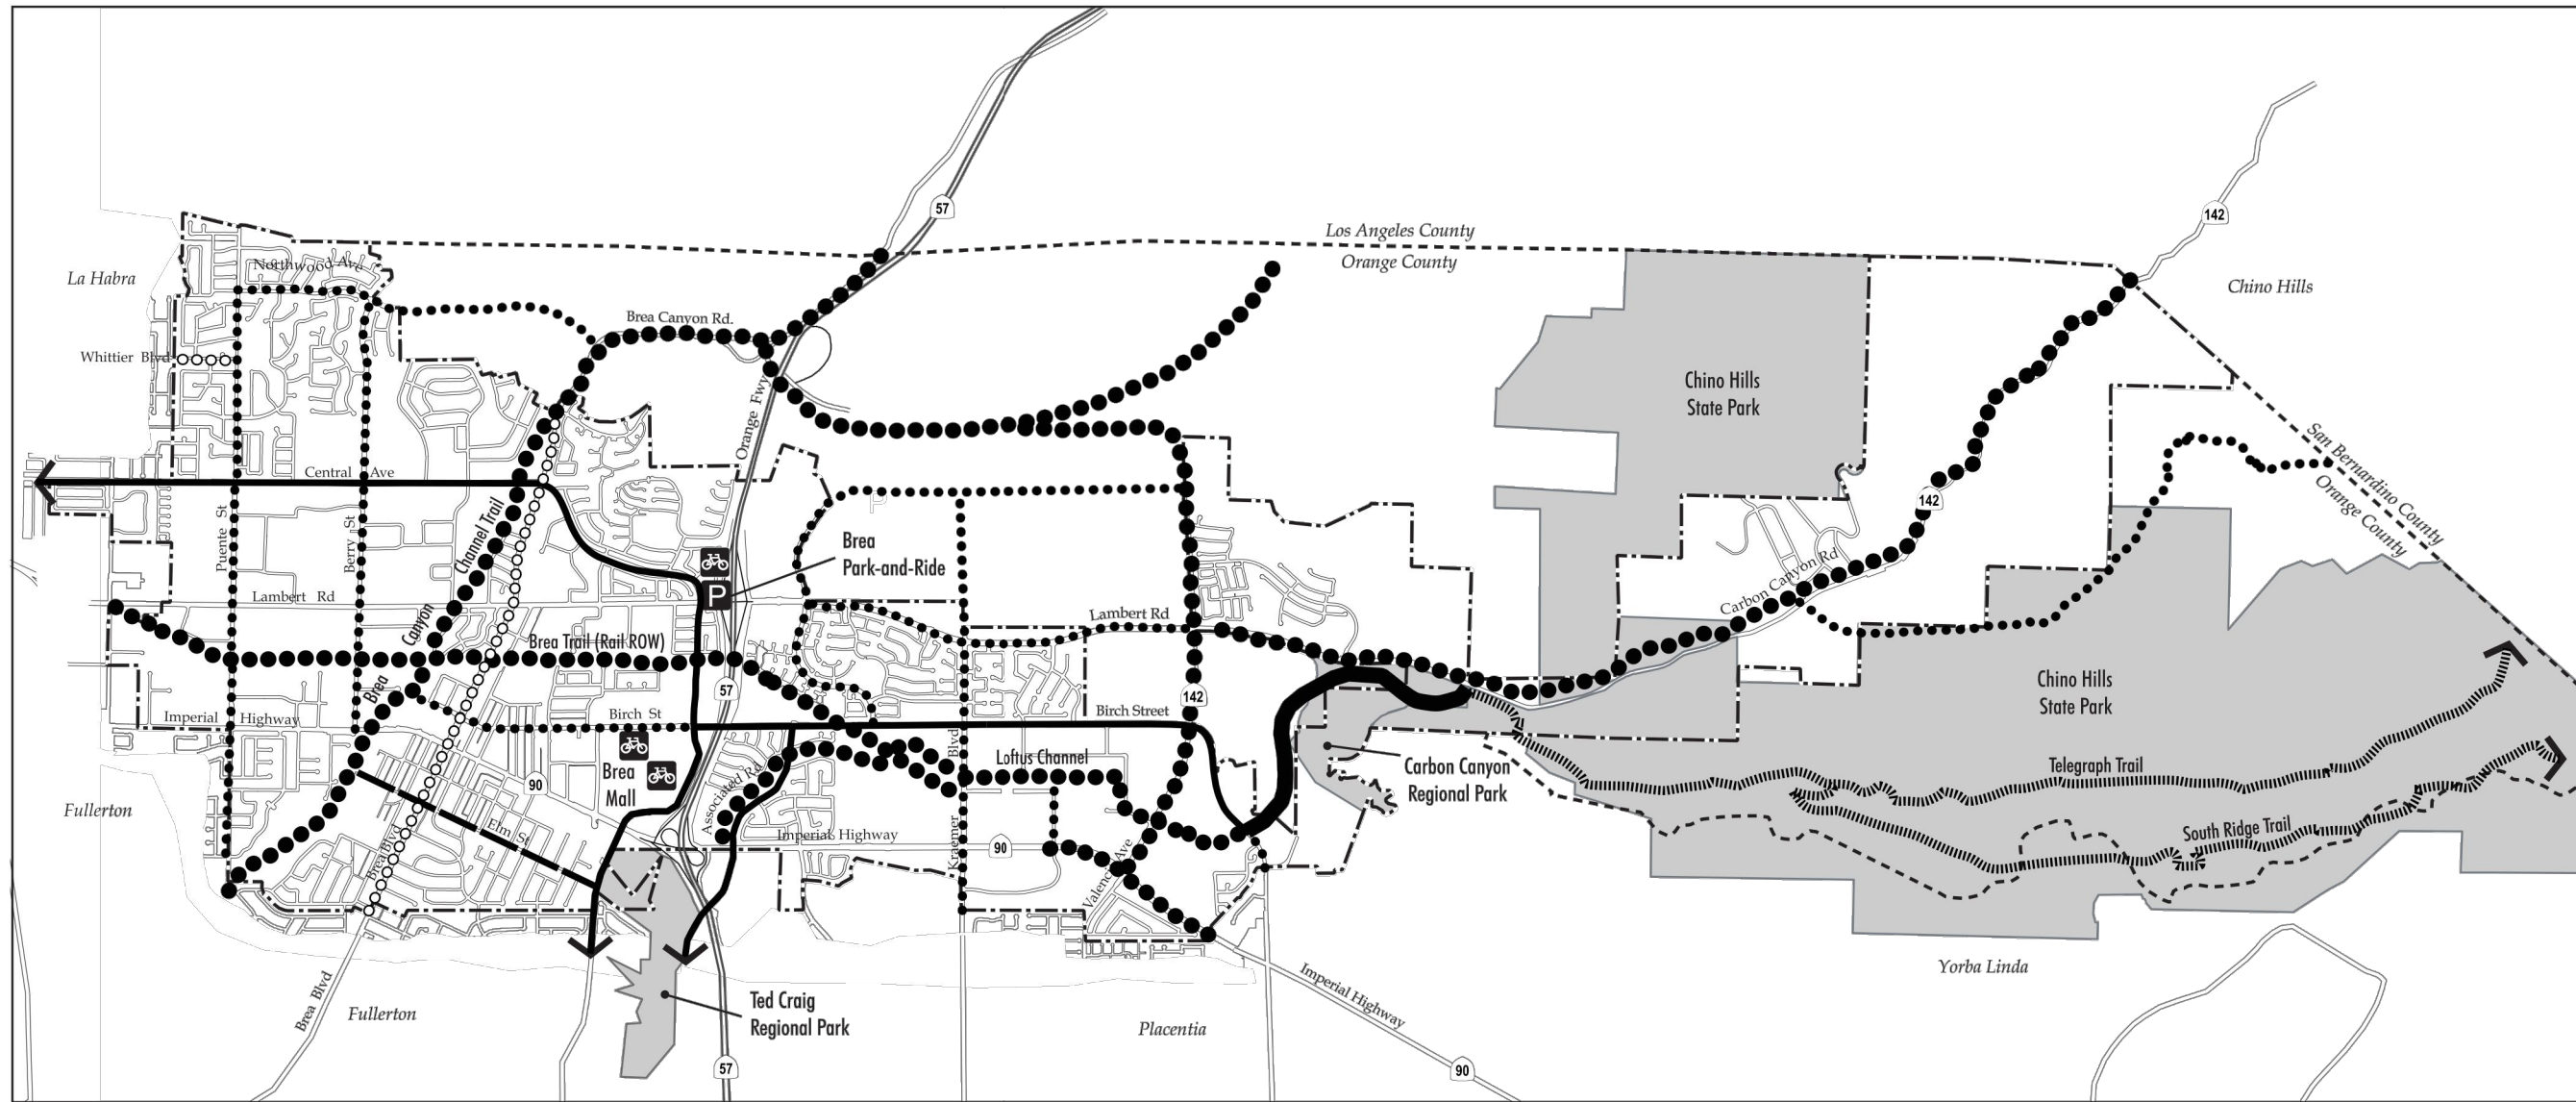 57
Los Angeles County
Orange County
142
La Habra
Northwood Ave
Chino Hills
Brea Canyon Rd.
Whittier Blvd
Chino Hills
State Park
Orange Fwy
Central Ave
San Bernardino County
Orange County
142
Puente St
Berry St
Channel Trail
Canyon
Brea
Brea
Park-and-Ride
P
P
Lambert Rd
Lambert Rd
Carbon Canyon Rd
Brea Trail (Rail ROW)
57
142
Chino Hills
State Park
Imperial Highway
Birch St
Birch Street
Blvd
Loftus Channel
Carbon Canyon
Regional Park
Telegraph Trail
90
Brea
Mall
Associated Rd
Fullerton
Elm St
Imperial Highway
90
Kraemer
South Ridge Trail
Brea Blvd
Valencia Ave
Yorba Linda
Imperial Highway
Brea Blvd
Fullerton
Ted Craig
Regional Park
Placentia
57
90